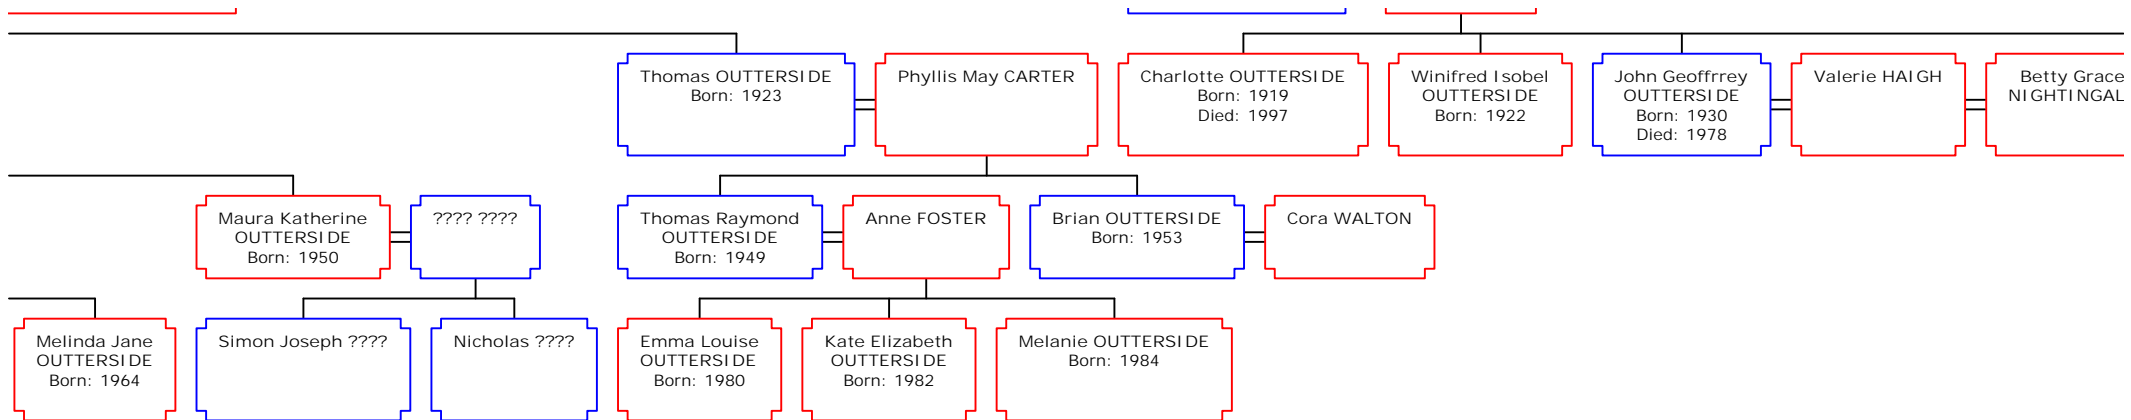 Thomas OUTTERSIDE
Born: 1923
Phyllis May CARTER
Charlotte OUTTERSIDE
Born: 1919
Died: 1997
Winifred Isobel
OUTTERSIDE
Born: 1922
John Geoffrrey
OUTTERSIDE
Born: 1930
Died: 1978
Valerie HAIGH
Betty Grace
NIGHTINGAL
Maura Katherine
OUTTERSIDE
Born: 1950
???? ????
Thomas Raymond
OUTTERSIDE
Born: 1949
Anne FOSTER
Brian OUTTERSIDE
Born: 1953
Cora WALTON
Melinda Jane
OUTTERSIDE
Born: 1964
Simon Joseph ????
Nicholas ????
Emma Louise
OUTTERSIDE
Born: 1980
Kate Elizabeth
OUTTERSIDE
Born: 1982
Melanie OUTTERSIDE
Born: 1984